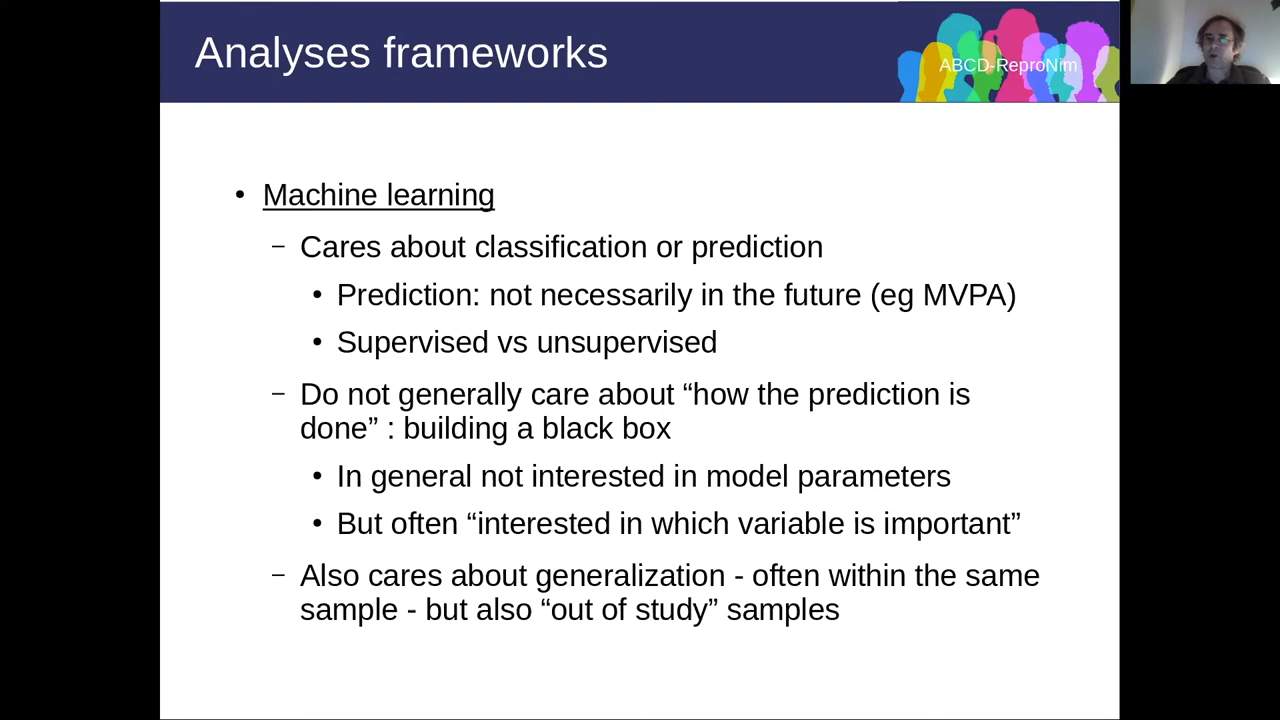 Analyses frameworks
ABCD-ReproNim
• Machine learning
– Cares about classification or prediction
• Prediction: not necessarily in the future (eg MVPA)
• Supervised vs unsupervised
– Do not generally care about “how the prediction is
done” : building a black box
• In general not interested in model parameters
• But often “interested in which variable is important”
– Also cares about generalization - often within the same
sample - but also “out of study” samples